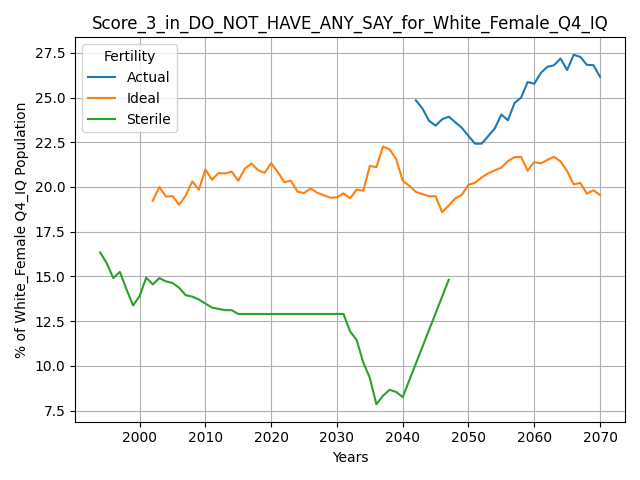 Score_3_in_DO_NOT_HAVE_ANY_SAY_for_White_Female_Q4_IQ
Fertility
Actual
Ideal
Sterile
% of White_Female Q4_IQ Population
27.5
25.0
22.5
20.0
17.5
15.0
12.5
10.0
7.5
2000 2010 2020 2030 2040 2050 2060 2070
Years